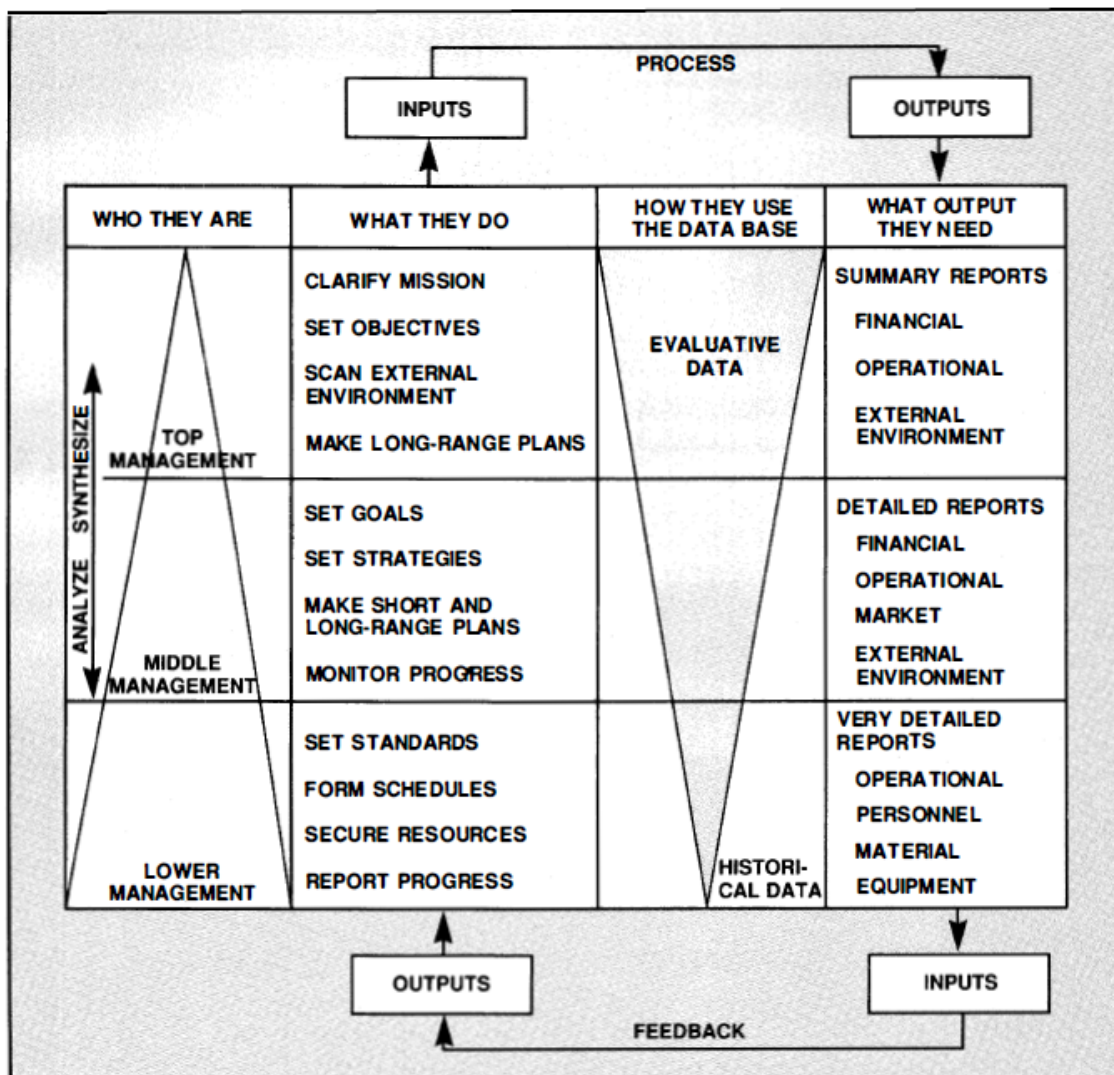 PROCESS
INPUTS
OUTPUTS
WHO THEY ARE
WHAT THEY DO
HOW THEY USE
THE DATA BASE
WHAT OUTPUT
THEY NEED
ANALYZE SYNTHESIZE
TOP
MANAGEMENT
CLARIFY MISSION
SET OBJECTIVES
SCAN EXTERNAL
ENVIRONMENT
MAKE LONG-RANGE PLANS
EVALUATIVE
DATA
SUMMARY REPORTS
FINANCIAL
OPERATIONAL
EXTERNAL
ENVIRONMENT
MIDDLE
MANAGEMENT
SET GOALS
SET STRATEGIES
MAKE SHORT AND
LONG-RANGE PLANS
MONITOR PROGRESS
DETAILED REPORTS
FINANCIAL
OPERATIONAL
MARKET
EXTERNAL
ENVIRONMENT
LOWER
MANAGEMENT
SET STANDARDS
FORM SCHEDULES
SECURE RESOURCES
REPORT PROGRESS
HISTORI-
CAL DATA
VERY DETAILED
REPORTS
OPERATIONAL
PERSONNEL
MATERIAL
EQUIPMENT
OUTPUTS
INPUTS
FEEDBACK